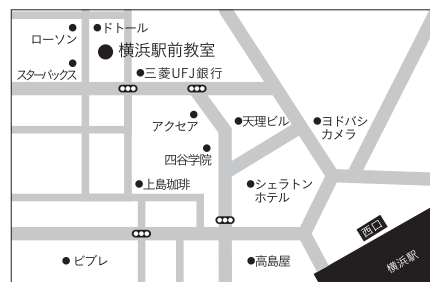 ドトール
ローソン
横浜駅前教室
スターバックス
三菱UFJ銀行
アクセア
天理ビル
ヨドバシ
カメラ
四谷学院
上島珈琲
シェラトン
ホテル
西口
横浜駅
ビブレ
高島屋